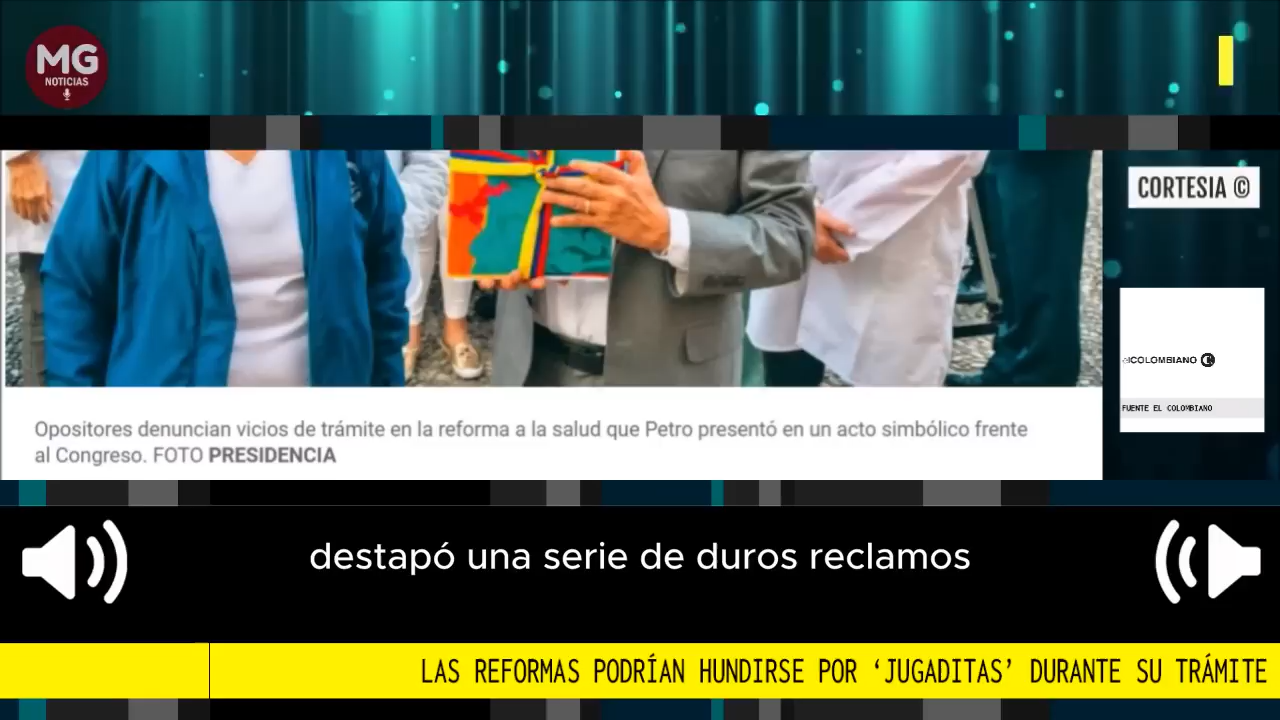 MG
NOTICIAS
CORTESIA ©
elCOLOMBIANO C
FUENTE EL COLOMBIANO
Opositores denuncian vicios de trámite en la reforma a la salud que Petro presentó en un acto simbólico frente
al Congreso. FOTO PRESIDENCIA
destapó una serie de duros reclamos
LAS REFORMAS PODRÍAN HUNDIRSE POR ‘JUGADITAS’ DURANTE SU TRÁMITE